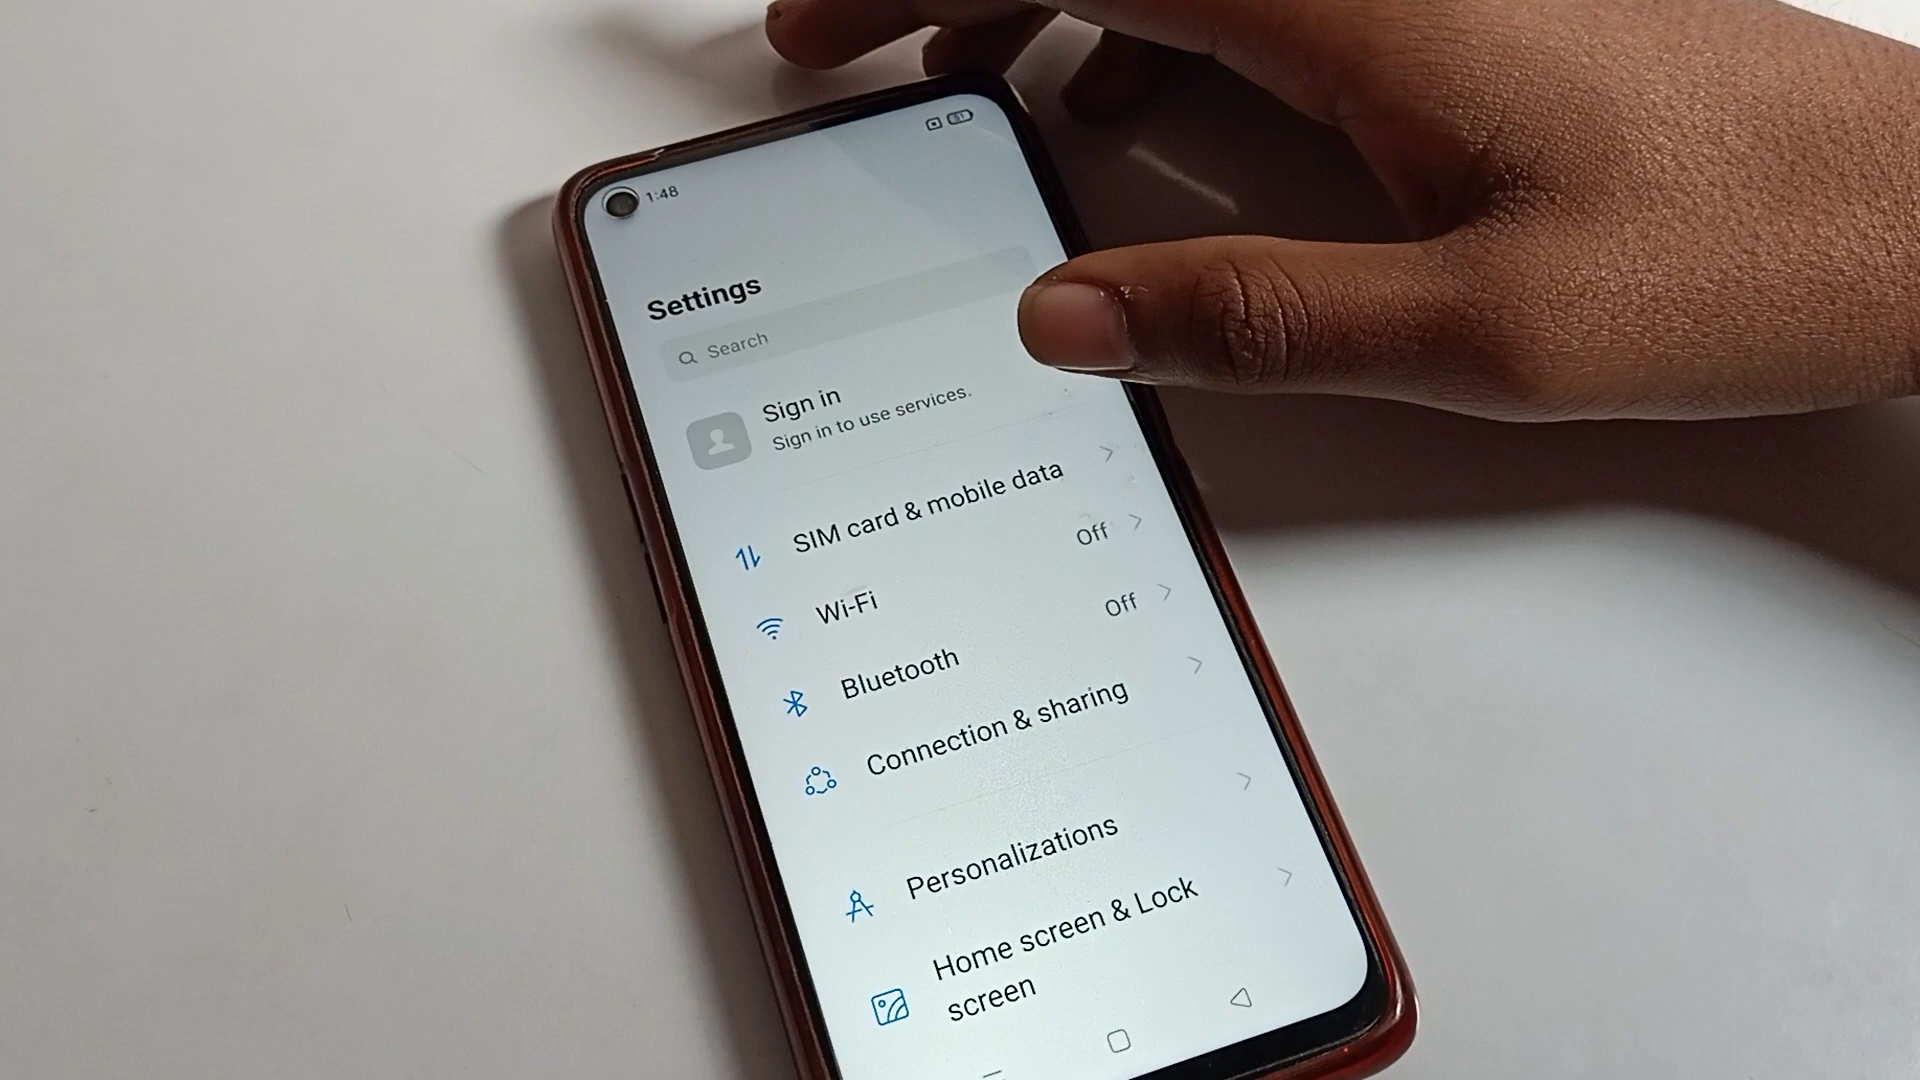 1:48
51
Settings
Search
Sign in
Sign in to use services.
SIM card & mobile data
Wi-Fi
Off
Bluetooth
Off
Connection & sharing
Personalizations
Home screen & Lock
screen